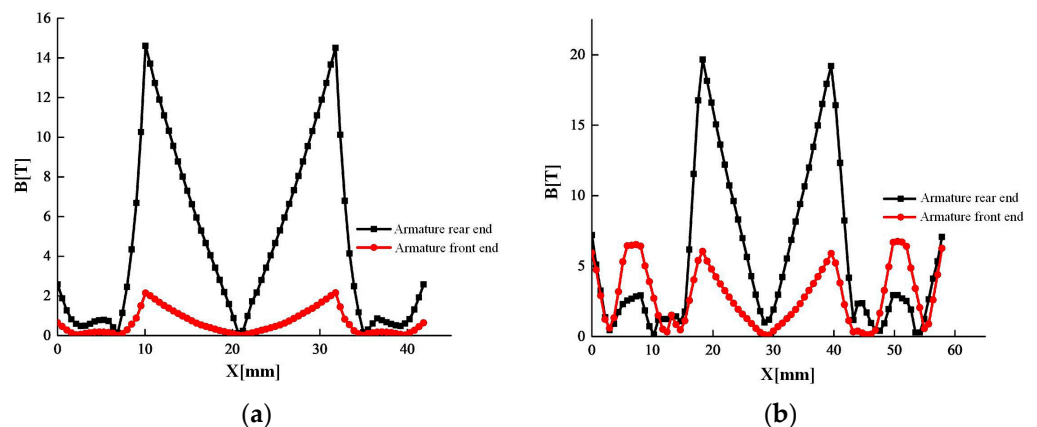 16
14
12
10
8
6
4
2
0
B[T]
Armature rear end
Armature front end
0 10 20 30 40
X[mm]
(a)
20
15
10
5
0
B[T]
Armature rear end
Armature front end
0 10 20 30 40 50 60
X[mm]
(b)